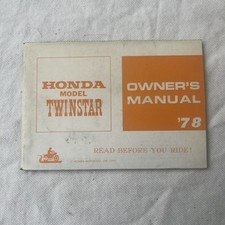 HONDA
MODEL
TWINSTAR
OWNER'S
MANUAL
'78
READ BEFORE YOU RIDE!